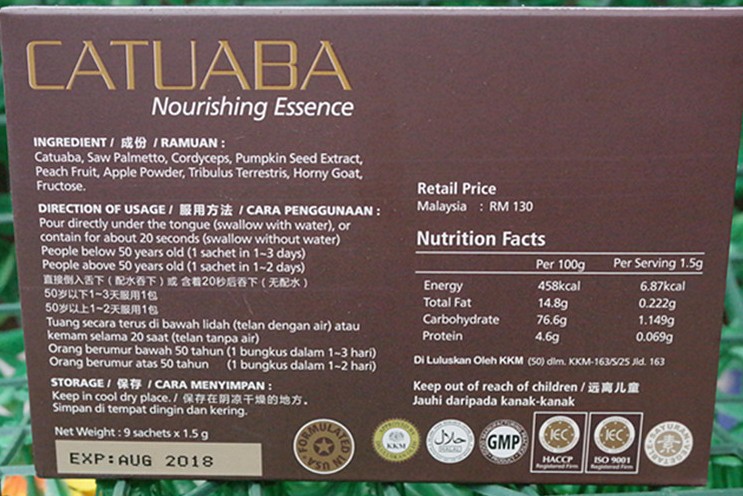 CATUABA
Nourishing Essence
INGREDIENT / 成份 / RAMUAN :
Catuaba, Saw Palmetto, Cordyceps, Pumpkin Seed Extract,
Peach Fruit, Apple Powder, Tribulus Terrestris, Horny Goat,
Fructose.
DIRECTION OF USAGE / 服用方法 / CARA PENGGUNAAN :
Pour directly under the tongue (swallow with water), or
contain for about 20 seconds (swallow without water)
People below 50 years old (1 sachet in 1~3 days)
People above 50 years old (1 sachet in 1~2 days)
直接倒入舌下（配水吞下）或 含着20秒后吞下（无配水）
50岁以下1~3天服用1包
50岁以上1~2天服用1包
Tuang secara terus di bawah lidah (telan dengan air) atau
kemam selama 20 saat (telan tanpa air)
Orang berumur bawah 50 tahun (1 bungkus dalam 1~3 hari)
Orang berumur atas 50 tahun (1 bungkus dalam 1~2 hari)
STORAGE / 保存 / CARA MENYIMPAN :
Keep in cool dry place. / 保存在阴凉干燥的地方。
Simpan di tempat dingin dan kering.
Net Weight : 9 sachets x 1.5 g
EXP:AUG 2018
Retail Price
Malaysia : RM 130
Nutrition Facts
Per 100g Per Serving 1.5g
Energy 458kcal 6.87kcal
Total Fat 14.8g 0.222g
Carbohydrate 76.6g 1.149g
Protein 4.6g 0.069g
Di Luluskan Oleh KKM (50) dlm. KKM-163/S/25 Jld. 163
Keep out of reach of children / 远离儿童
Jauhi daripada kanak-kanak
FORMULATED IN USA
KKM
حلال
HALAL
GMP
IEC
HACCP
Registered Firm
IEC
ISO 9001
Registered Firm
素